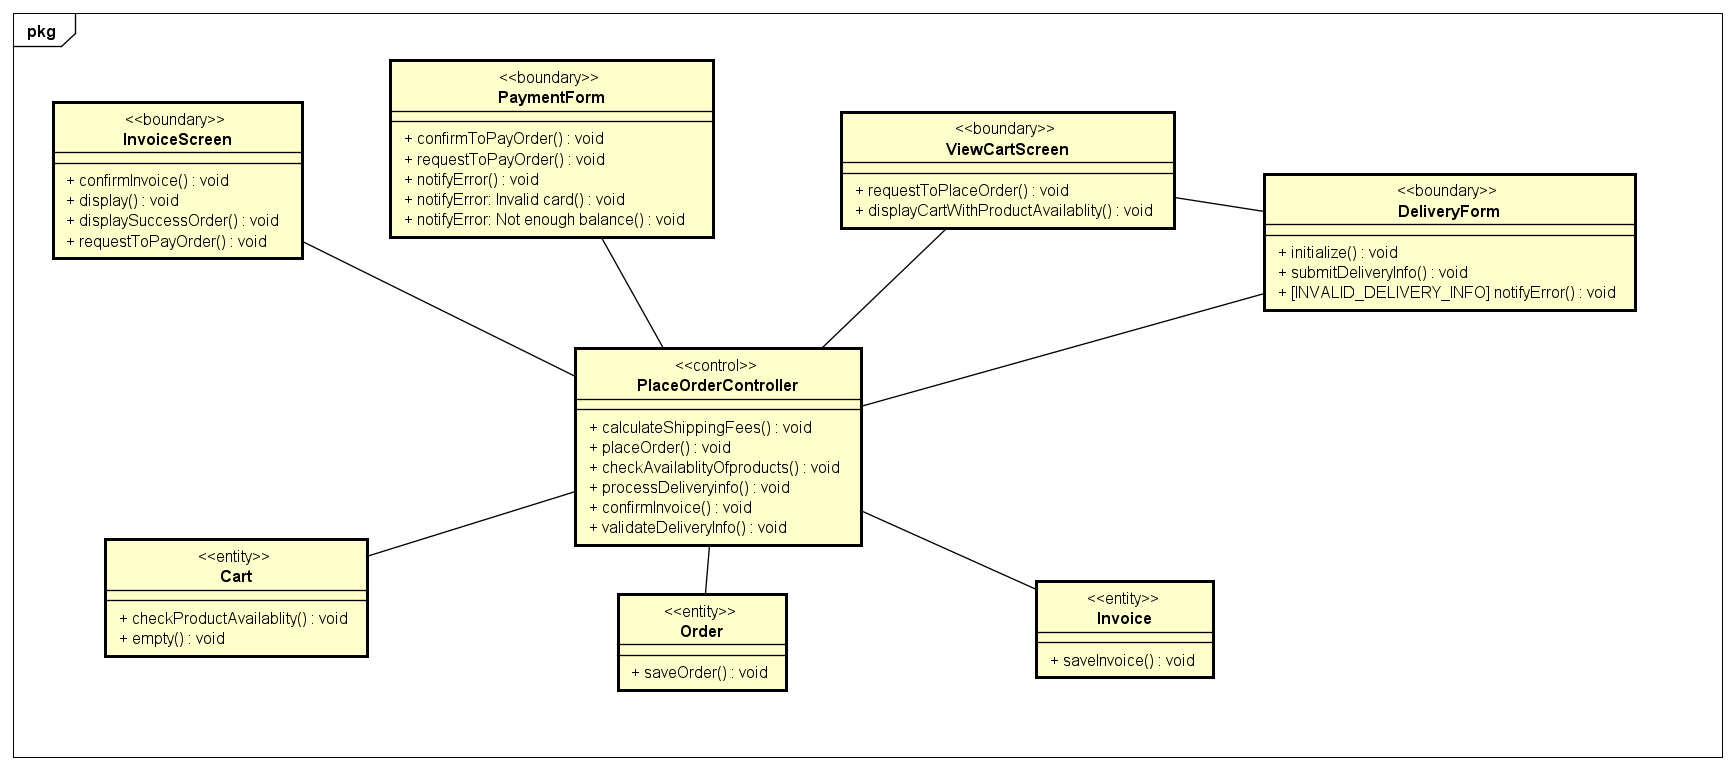 pkg
<<boundary>>
InvoiceScreen
+ confirmInvoice() : void
+ display() : void
+ displaySuccessOrder() : void
+ requestToPayOrder() : void
<<boundary>>
PaymentForm
+ confirmToPayOrder() : void
+ requestToPayOrder() : void
+ notifyError() : void
+ notifyError: Invalid card() : void
+ notifyError: Not enough balance() : void
<<boundary>>
ViewCartScreen
+ requestToPlaceOrder() : void
+ displayCartWithProductAvailablity() : void
<<boundary>>
DeliveryForm
+ initialize() : void
+ submitDeliveryInfo() : void
+ [INVALID_DELIVERY_INFO] notifyError() : void
<<control>>
PlaceOrderController
+ calculateShippingFees() : void
+ placeOrder() : void
+ checkAvailablityOfproducts() : void
+ processDeliveryinfo() : void
+ confirmInvoice() : void
+ validateDeliveryInfo() : void
<<entity>>
Cart
+ checkProductAvailablity() : void
+ empty() : void
<<entity>>
Order
+ saveOrder() : void
<<entity>>
Invoice
+ saveInvoice() : void